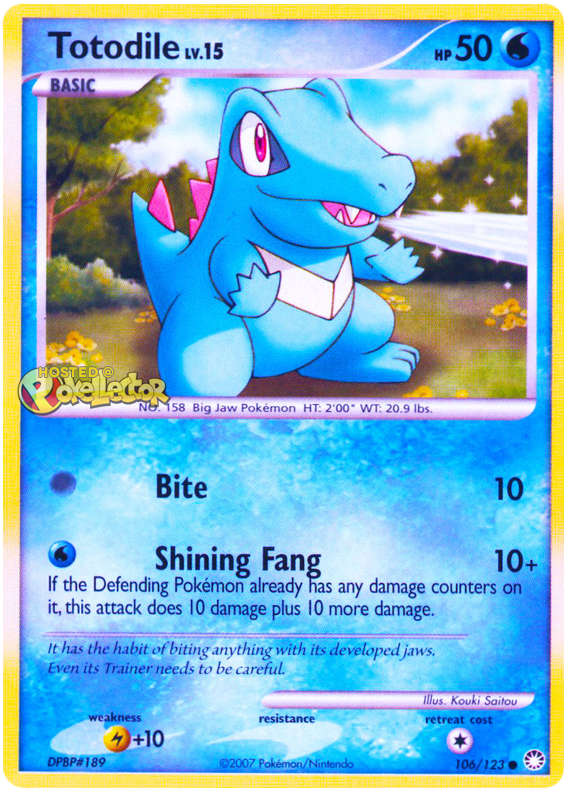 Totodile LV.15
HP 50
BASIC
HOSTED @
Pokellector
NO. 158 Big Jaw Pokémon HT: 2'00" WT: 20.9 lbs.
Bite 10
Shining Fang 10+
If the Defending Pokémon already has any damage counters on
it, this attack does 10 damage plus 10 more damage.
It has the habit of biting anything with its developed jaws.
Even its Trainer needs to be careful.
Illus. Kouki Saitou
weakness resistance retreat cost
+10
DPBP#189 ©2007 Pokémon/Nintendo 106/123